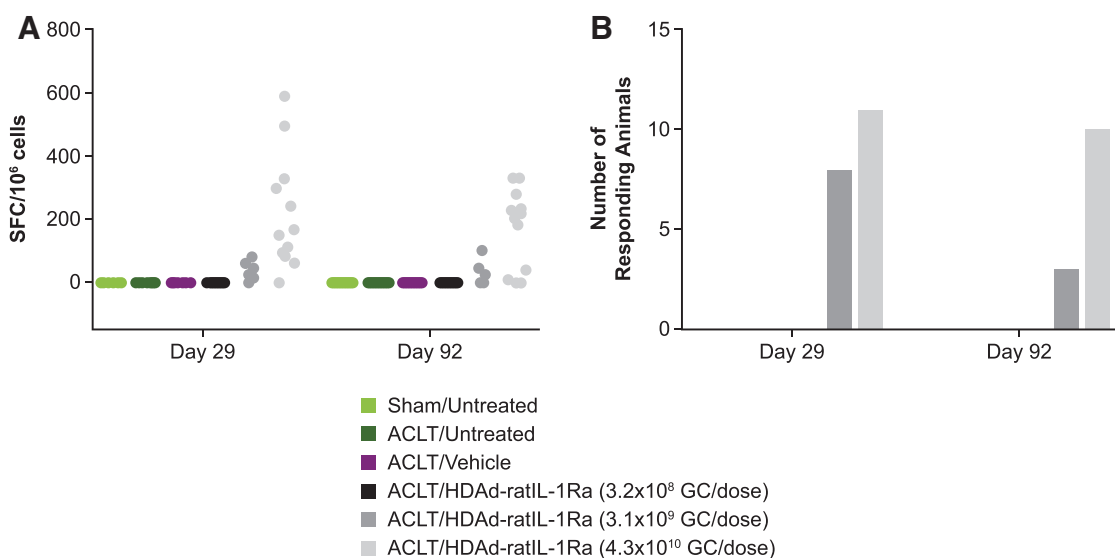 A
SFC/10⁶ cells
800
600
400
200
0
Day 29
Day 92
B
Number of
Responding Animals
15
10
5
0
Day 29
Day 92
Sham/Untreated
ACLT/Untreated
ACLT/Vehicle
ACLT/HDAd-ratIL-1Ra (3.2x10⁸ GC/dose)
ACLT/HDAd-ratIL-1Ra (3.1x10⁹ GC/dose)
ACLT/HDAd-ratIL-1Ra (4.3x10¹⁰ GC/dose)